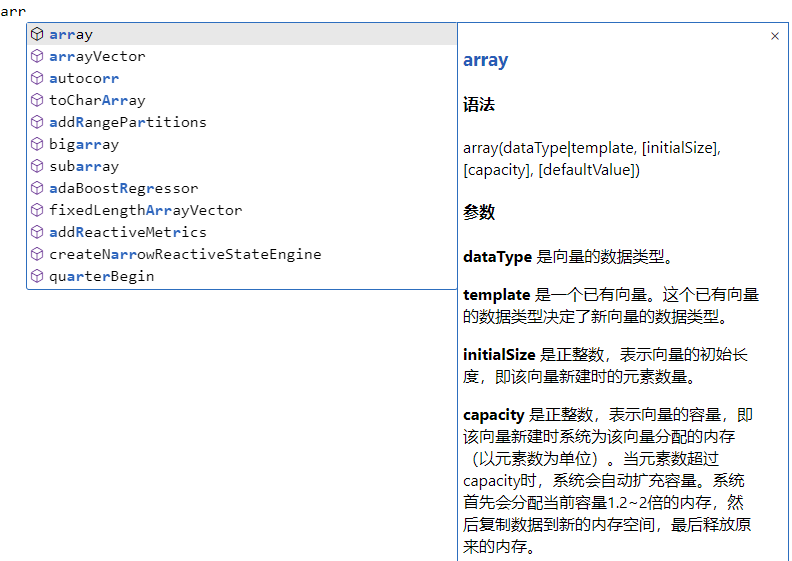 arr
array
arrayVector
autocorr
toCharArray
addRangePartitions
bigarray
subarray
adaBoostRegressor
fixedLengthArrayVector
addReactiveMetrics
createNarrowReactiveStateEngine
quarterBegin
×
array
语法
array(dataType|template, [initialSize],
[capacity], [defaultValue])
参数
dataType 是向量的数据类型。
template 是一个已有向量。这个已有向量
的数据类型决定了新向量的数据类型。
initialSize 是正整数，表示向量的初始长
度，即该向量新建时的元素数量。
capacity 是正整数，表示向量的容量，即
该向量新建时系统为该向量分配的内存
（以元素数为单位）。当元素数超过
capacity时，系统会自动扩充容量。系统
首先会分配当前容量1.2~2倍的内存，然
后复制数据到新的内存空间，最后释放原
来的内存。